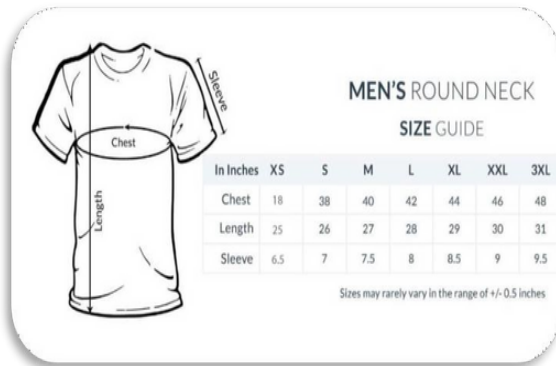 MEN'S ROUND NECK
SIZE GUIDE
Sleeve
Chest
Length
In Inches XS S M L XL XXL 3XL
Chest 18 38 40 42 44 46 48
Length 25 26 27 28 29 30 31
Sleeve 6.5 7 7.5 8 8.5 9 9.5
Sizes may rarely vary in the range of +/- 0.5 inches